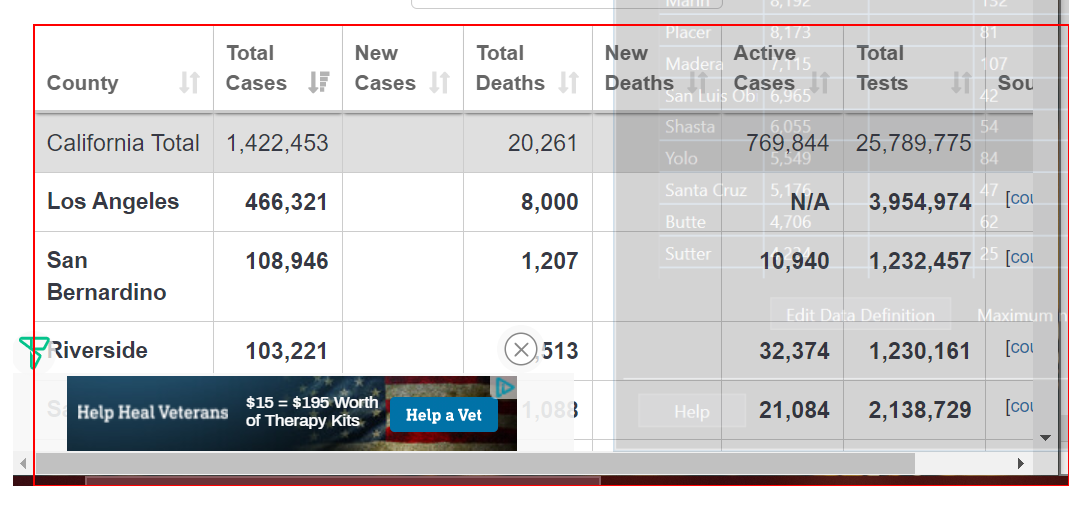 Marin 8,192 132
Placer 8,173 81
Total New Total New Active Total
Madera 7,115 107
County Cases Cases Deaths Deaths Cases Tests Sou
San Luis Ob 6,965 42
Shasta 6,055 54
California Total 1,422,453 20,261 769,844 25,789,775
Yolo 5,549 84
Santa Cruz 5,176 47
Los Angeles 466,321 8,000 N/A 3,954,974 [cou
Butte 4,706 62
Sutter 25
San 108,946 1,207 10,940 1,232,457 [cou
Bernardino
Edit Data Definition Maximum n
Riverside 103,221 513 32,374 1,230,161 [cou
$15 = $195 Worth
Help Heal Veterans of Therapy Kits Help a Vet
1,088 Help 21,084 2,138,729 [cou